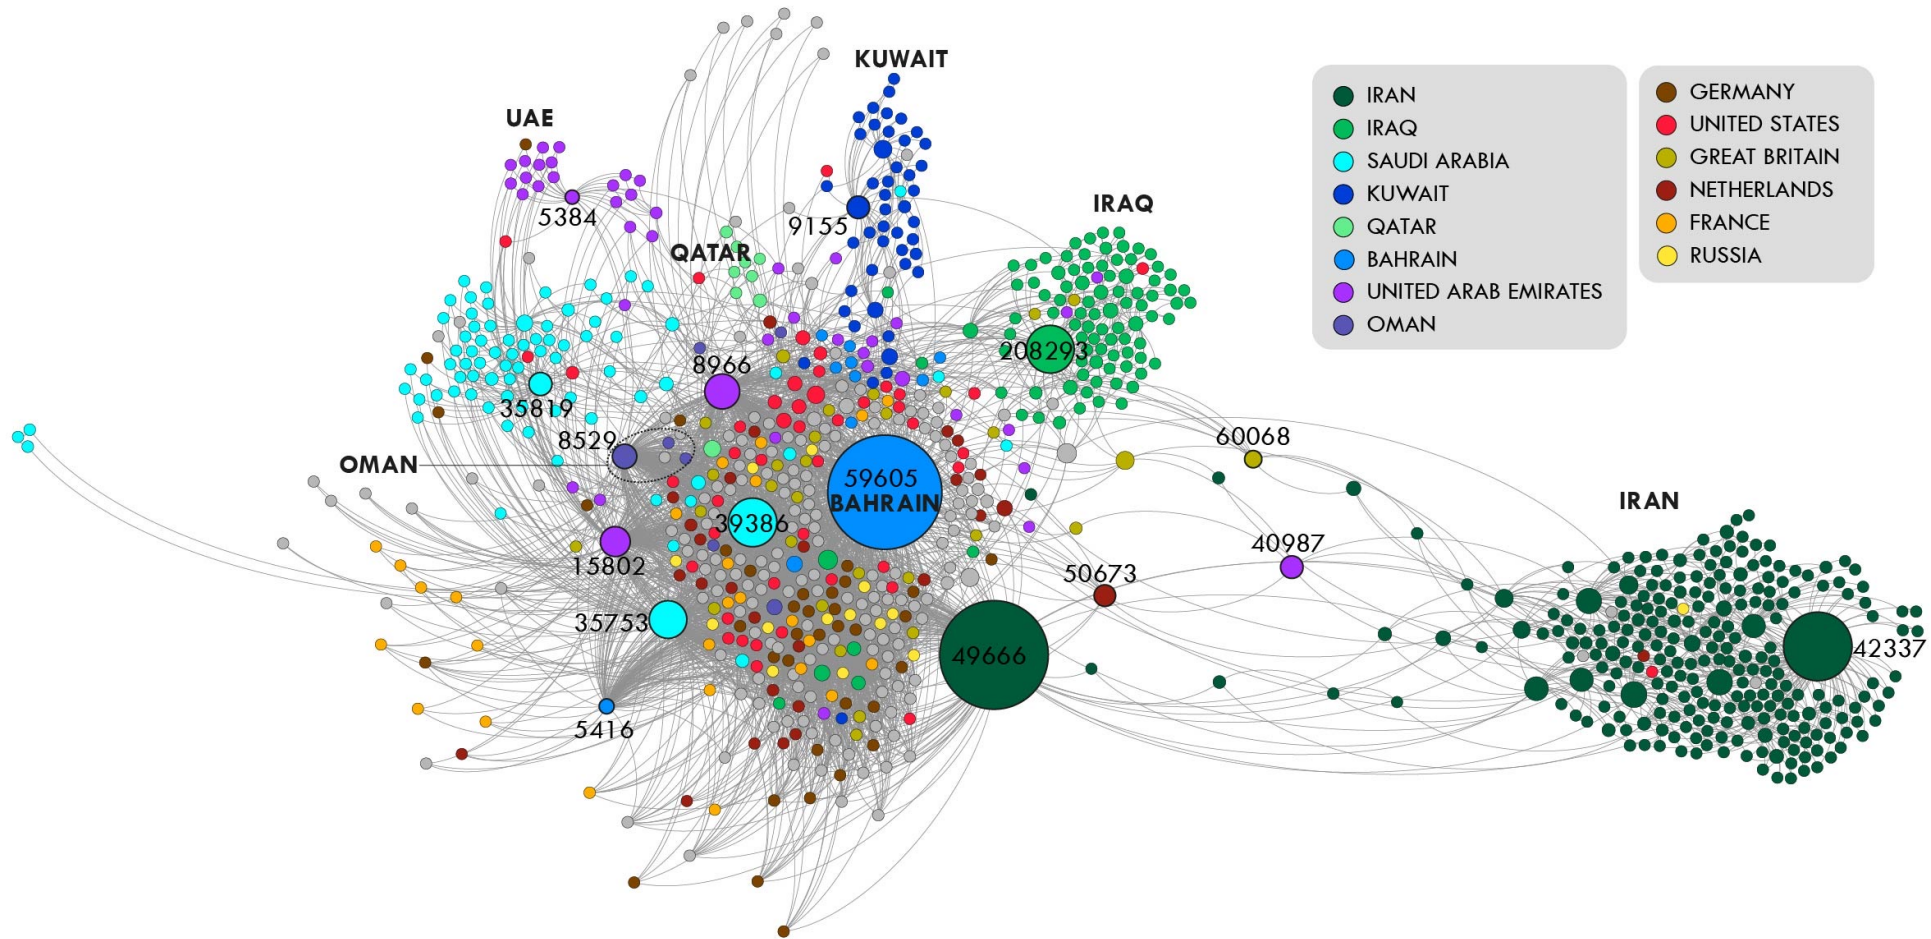 KUWAIT
UAE
5384
9155
IRAQ
QATAR
208293
8966
35819
8529
OMAN
60068
59605
BAHRAIN
39386
IRAN
40987
15802
50673
35753
49666
42337
5416
IRAN
IRAQ
SAUDI ARABIA
KUWAIT
QATAR
BAHRAIN
UNITED ARAB EMIRATES
OMAN
GERMANY
UNITED STATES
GREAT BRITAIN
NETHERLANDS
FRANCE
RUSSIA